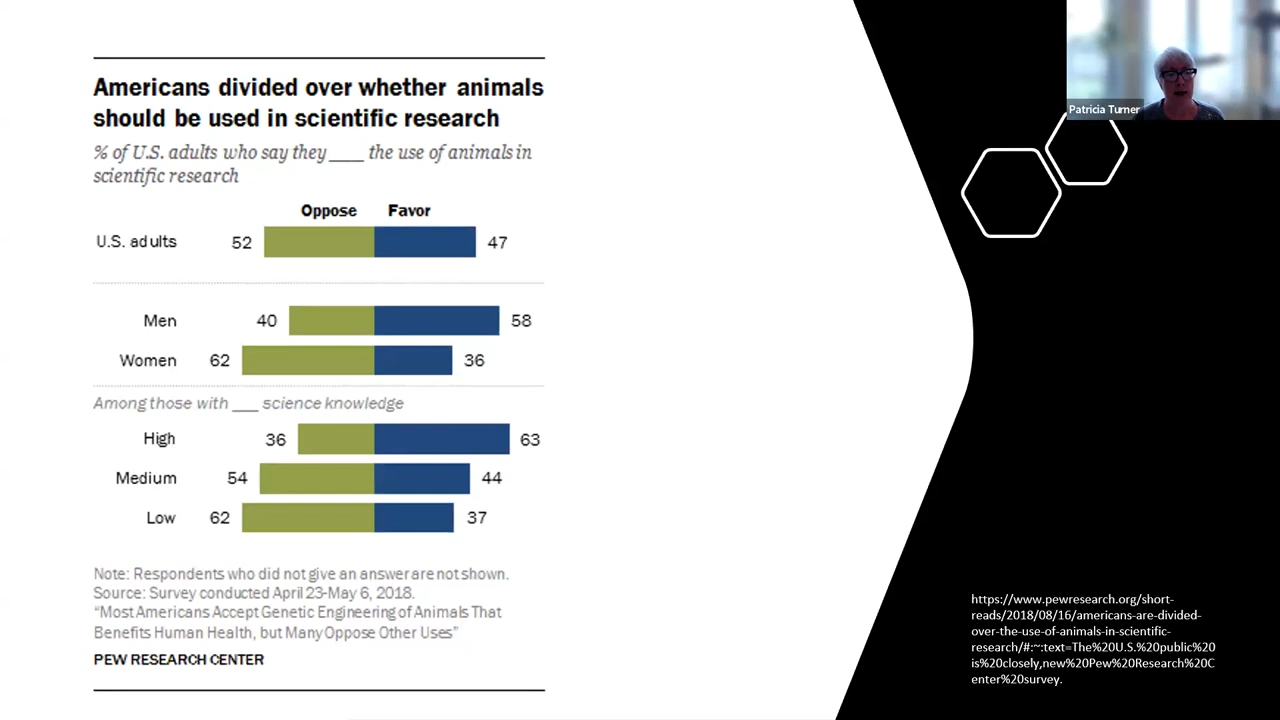 Americans divided over whether animals
should be used in scientific research
% of U.S. adults who say they ___ the use of animals in
scientific research
Oppose Favor
U.S. adults 52 47
Men 40 58
Women 62 36
Among those with ___ science knowledge
High 36 63
Medium 54 44
Low 62 37
Note: Respondents who did not give an answer are not shown.
Source: Survey conducted April 23-May 6, 2018.
“Most Americans Accept Genetic Engineering of Animals That
Benefits Human Health, but Many Oppose Other Uses”
PEW RESEARCH CENTER
Patricia Turner
https://www.pewresearch.org/short-
reads/2018/08/16/americans-are-divided-
over-the-use-of-animals-in-scientific-
research/#:~:text=The%20U.S.%20public%20
is%20closely,new%20Pew%20Research%20C
enter%20survey.